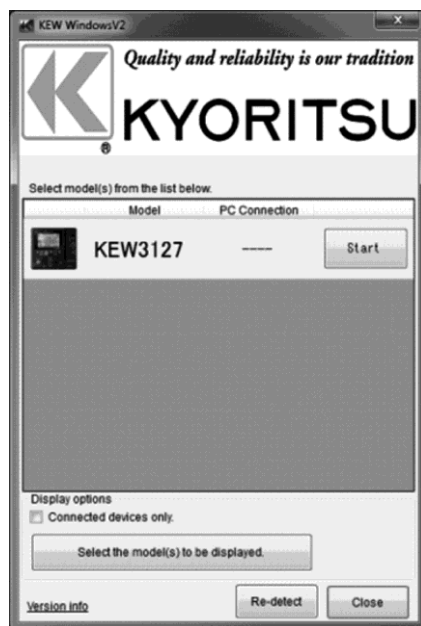 KEW WindowsV2
Quality and reliability is our tradition
KYORITSU
®
Select model(s) from the list below.
Model PC Connection
KEW3127 ---- Start
Display options
Connected devices only.
Select the model(s) to be displayed.
Version info Re-detect Close